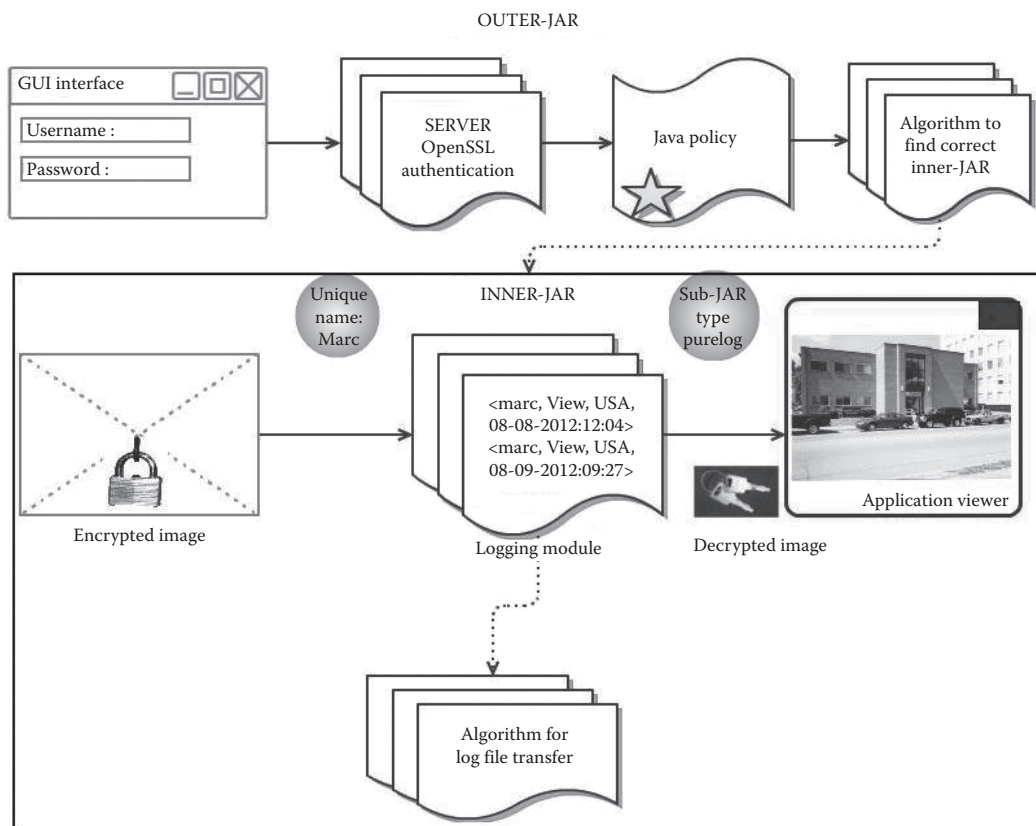 OUTER-JAR
GUI interface
Username :
Password :
SERVER
OpenSSL
authentication
Java policy
Algorithm to
find correct
inner-JAR
INNER-JAR
Unique
name:
Marc
Sub-JAR
type
purelog
<marc, View, USA,
08-08-2012:12:04>
<marc, View, USA,
08-09-2012:09:27>
Encrypted image
Logging module
Decrypted image
Application viewer
Algorithm for
log file transfer